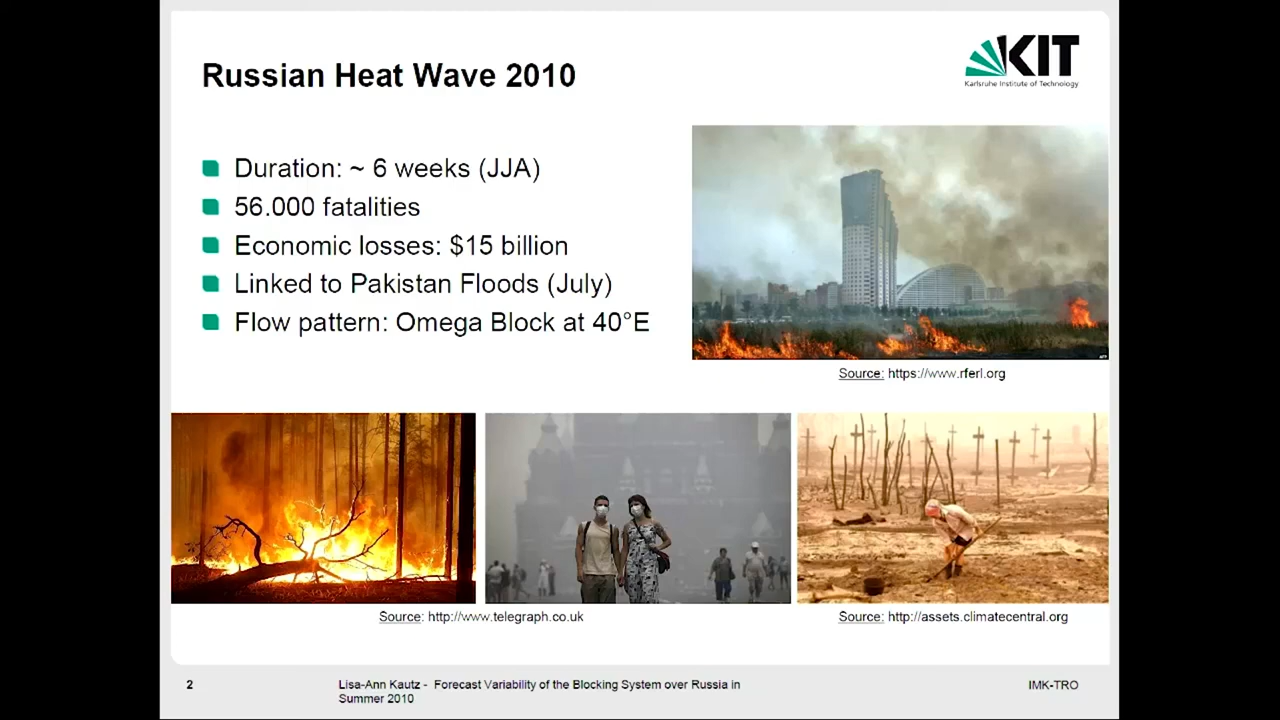 Russian Heat Wave 2010
KIT
Karlsruhe Institute of Technology
Duration: ~ 6 weeks (JJA)
56.000 fatalities
Economic losses: $15 billion
Linked to Pakistan Floods (July)
Flow pattern: Omega Block at 40°E
Source: https://www.rferl.org
Source: http://www.telegraph.co.uk
Source: http://assets.climatecentral.org
2
Lisa-Ann Kautz - Forecast Variability of the Blocking System over Russia in
Summer 2010
IMK-TRO